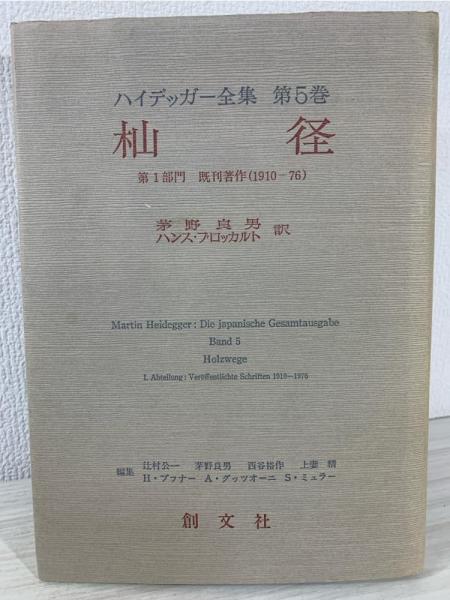 ハイデッガー全集 第5巻
杣 径
第1部門 既刊著作(1910-76)
茅野良男
ハンス・ブロッカルト 訳
Martin Heidegger: Die japanische Gesamtausgabe
Band 5
Holzwege
I. Abteilung: Veröffentlichte Schriften 1910—1976
編集 辻村公一 茅野良男 西谷裕作 上妻精
H・ブフナー A・グッツオーニ S・ミュラー
創文社